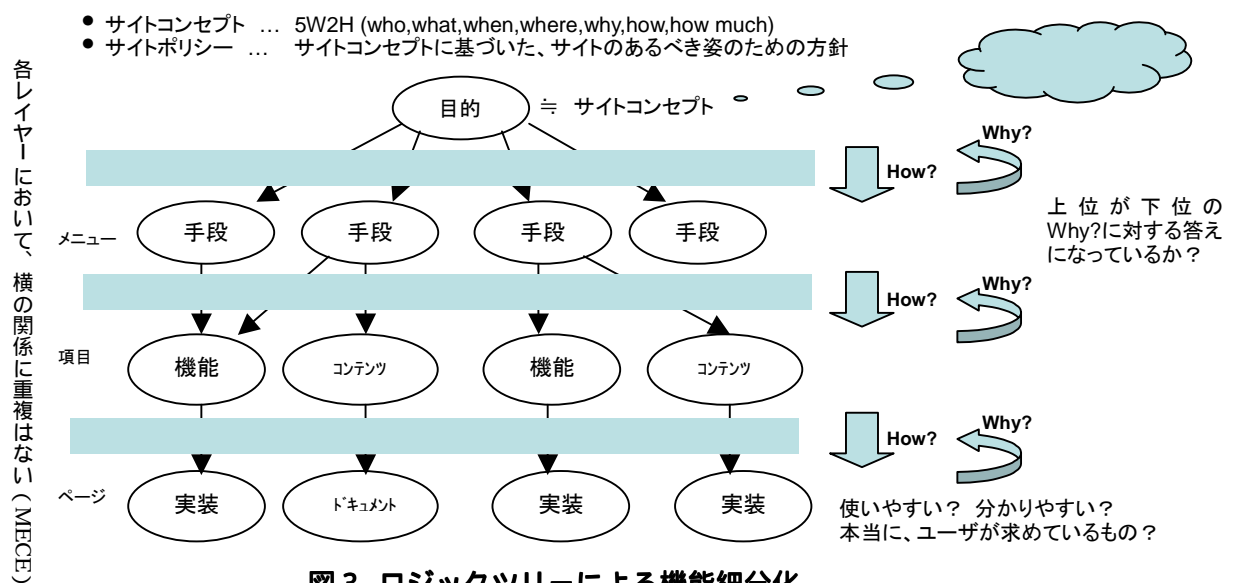 ● サイトコンセプト … 5W2H (who,what,when,where,why,how,how much)
● サイトポリシー … サイトコンセプトに基づいた、サイトのあるべき姿のための方針
各レイヤーにおいて、横の関係に重複はない(MECE)
目的 ≒ サイトコンセプト
How? Why?
メニュー 手段 手段 手段 手段
上位が下位の
Why?に対する答え
になっているか?
How? Why?
項目 機能 コンテンツ 機能 コンテンツ
How? Why?
ページ 実装 ドキュメント 実装 実装
使いやすい? 分かりやすい?
本当に、ユーザが求めているもの?
図3 ロジックツリーによる機能細分化